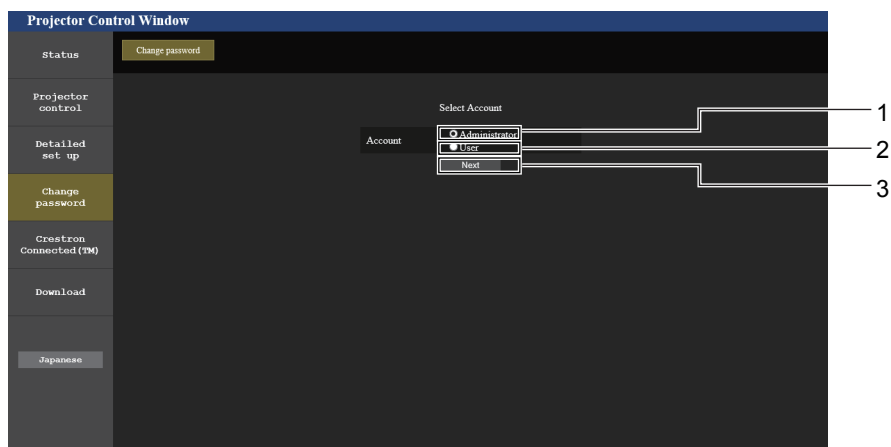 Projector Control Window
Status
Change password
Projector
control
Select Account
1
Account
Administrator
Detailed
set up
User
2
Next
3
Change
password
Crestron
Connected(TM)
Download
Japanese